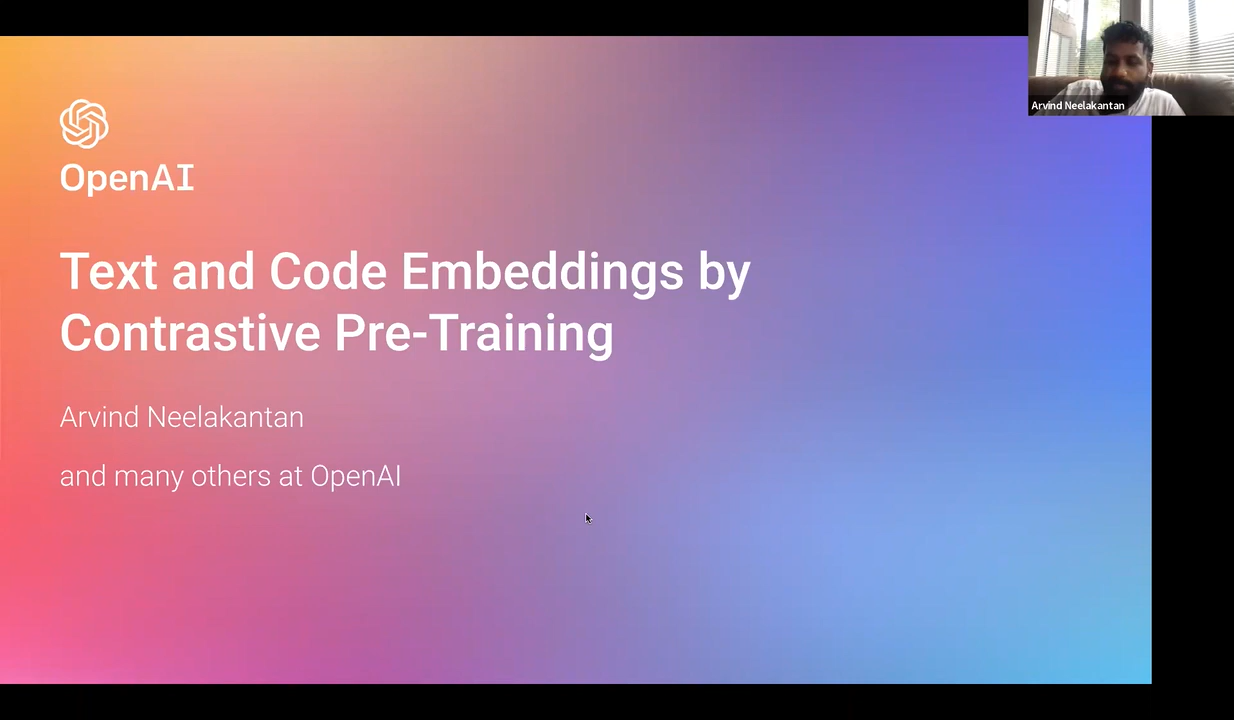 OpenAI
Text and Code Embeddings by
Contrastive Pre-Training
Arvind Neelakantan
and many others at OpenAI
Arvind Neelakantan